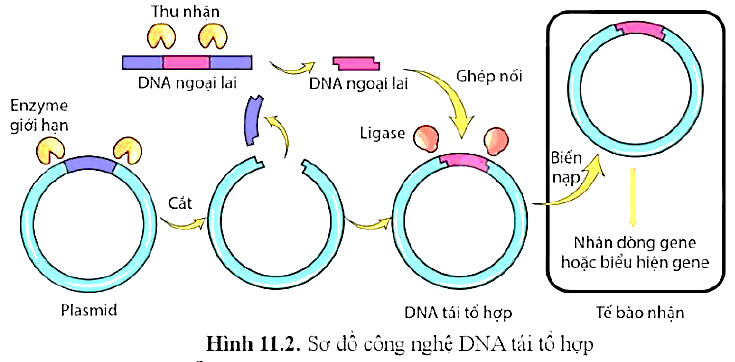 Thu nhận
DNA ngoại lai
DNA ngoại lai
Ghép nối
Enzyme
giới hạn
Ligase
Biến
nạp
Cắt
Nhân dòng gene
hoặc biểu hiện gene
Plasmid
DNA tái tổ hợp
Tế bào nhận
Hình 11.2. Sơ đồ công nghệ DNA tái tổ hợp